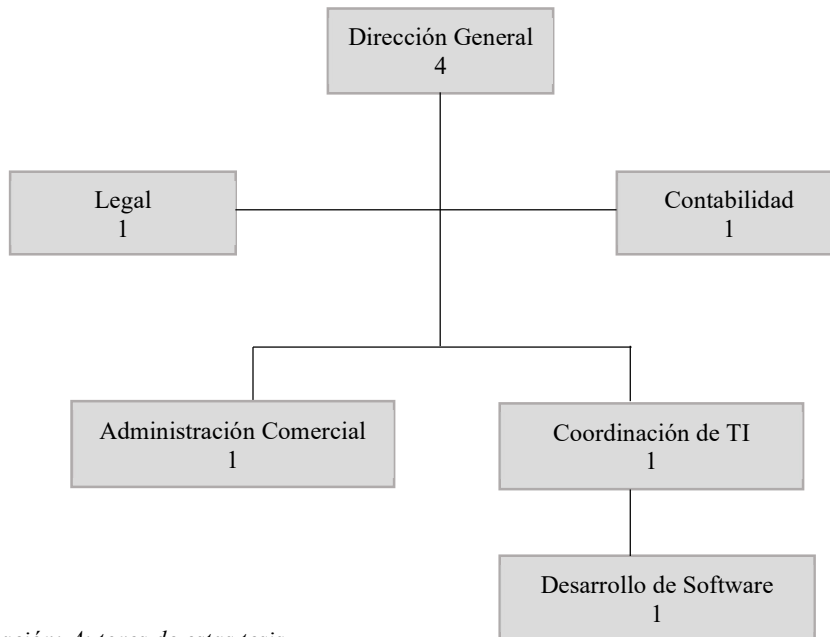 Dirección General
4
Legal
1
Contabilidad
1
Administración Comercial
1
Coordinación de TI
1
Desarrollo de Software
1